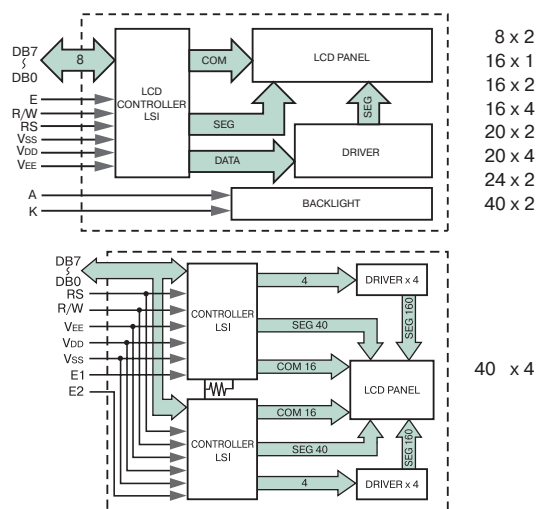 DB7
DB0
8
E
R/W
RS
VSS
VDD
VEE
A
K
LCD
CONTROLLER
LSI
COM
SEG
DATA
LCD PANEL
SEG
DRIVER
BACKLIGHT
8 x 2
16 x 1
16 x 2
16 x 4
20 x 2
20 x 4
24 x 2
40 x 2
DB7
DB0
RS
R/W
VEE
VDD
VSS
E1
E2
CONTROLLER
LSI
4
SEG 40
COM 16
DRIVER x 4
SEG 160
LCD PANEL
CONTROLLER
LSI
COM 16
SEG 40
4
SEG 160
DRIVER x 4
40 x 4